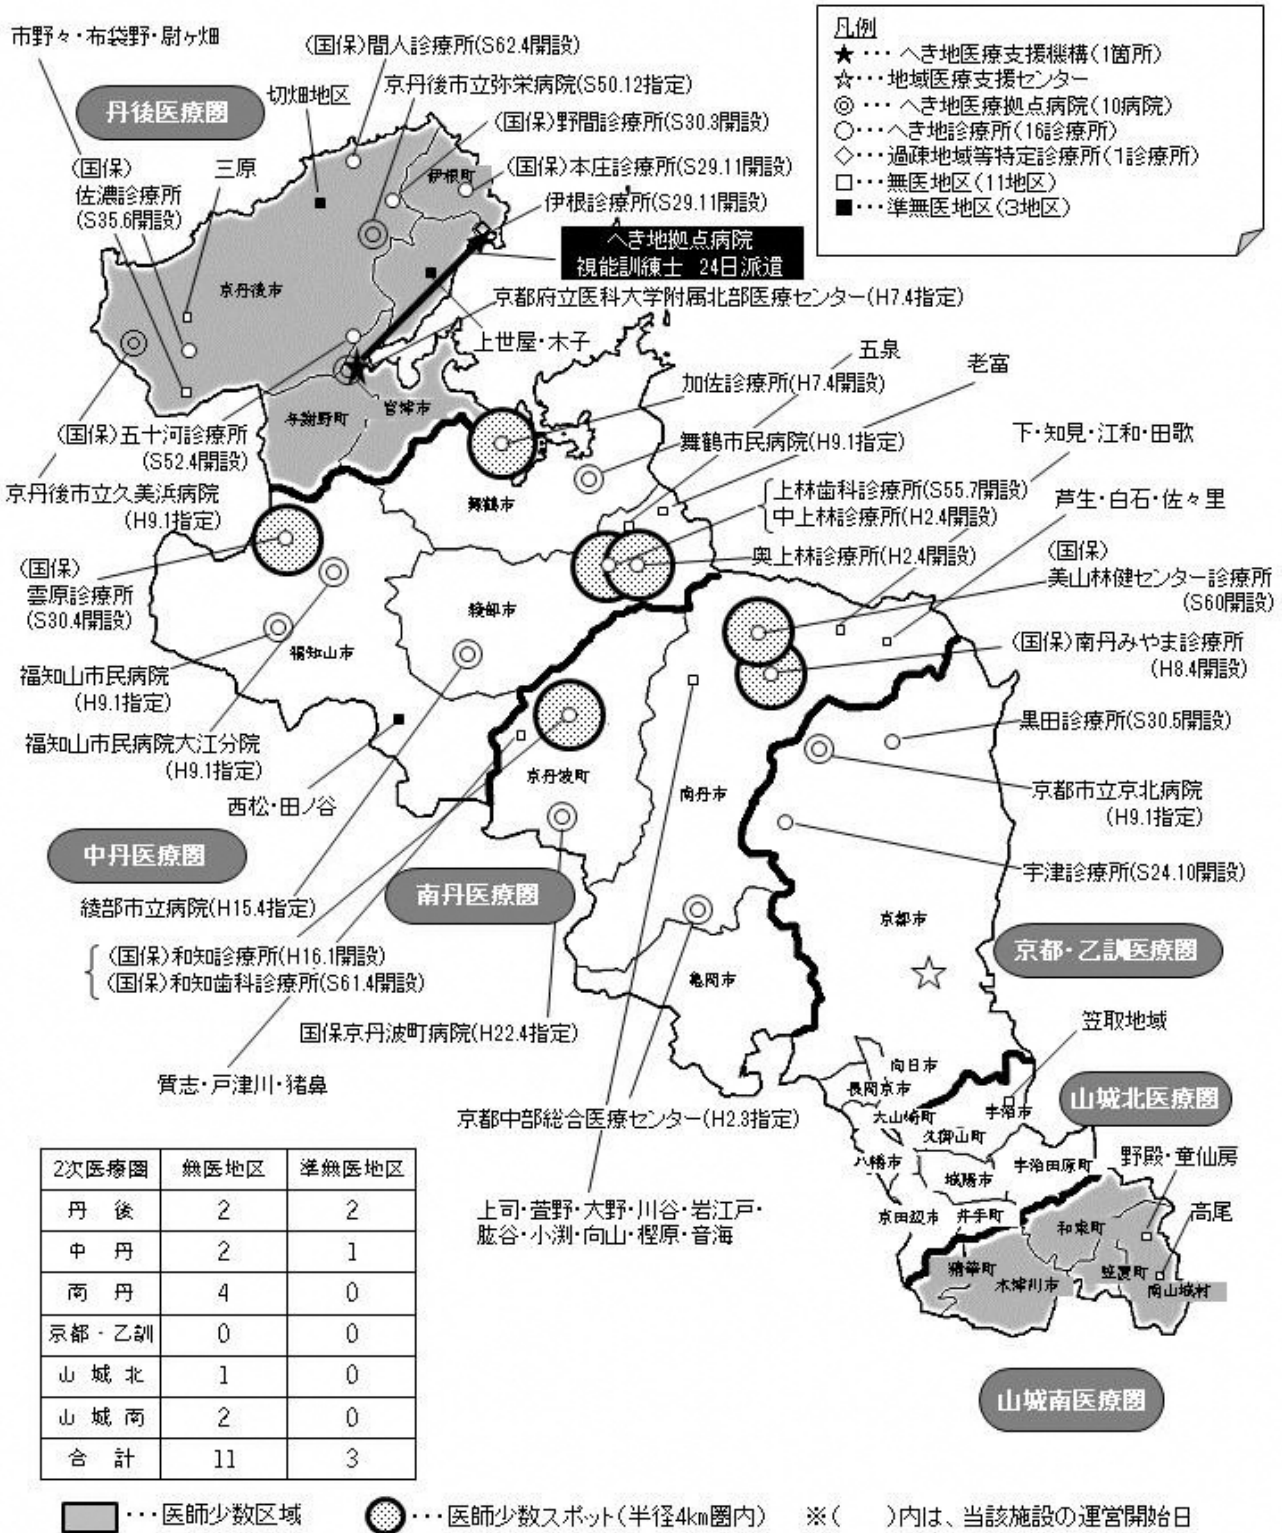 市野々・布袋野・尉ヶ畑
(国保)間人診療所(S62.4開設)
京丹後市立弥栄病院(S50.12指定)
切畑地区
丹後医療圏
(国保)野間診療所(S30.3開設)
(国保)
佐濃診療所
(S35.6開設)
三原
(国保)本庄診療所(S29.11開設)
伊根町
伊根診療所(S29.11開設)
へき地拠点病院
視能訓練士 24日派遣
京丹後市
京都府立医科大学附属北部医療センター(H7.4指定)
上世屋・木子
凡例
★・・・ へき地医療支援機構(1箇所)
☆・・・地域医療支援センター
◎・・・ へき地医療拠点病院(10病院)
○・・・へき地診療所(16診療所)
◇・・・過疎地域等特定診療所(1診療所)
□・・・無医地区(11地区)
■・・・準無医地区(3地区)
五泉
加佐診療所(H7.4開設)
老富
与謝野町
宮津市
(国保)五十河診療所
(S52.4開設)
舞鶴市民病院(H9.1指定)
下・知見・江和・田歌
京丹後市立久美浜病院
(H9.1指定)
舞鶴市
上林歯科診療所(S55.7開設)
中上林診療所(H2.4開設)
芦生・白石・佐々里
奥上林診療所(H2.4開設)
(国保)
美山林健センター診療所
(S60開設)
(国保)
雲原診療所
(S30.4開設)
綾部市
福知山市
(国保)南丹みやま診療所
(H8.4開設)
福知山市民病院
(H9.1指定)
黒田診療所(S30.5開設)
福知山市民病院大江分院
(H9.1指定)
京丹波町
南丹市
京都市立京北病院
(H9.1指定)
西松・田ノ谷
中丹医療圏
南丹医療圏
宇津診療所(S24.10開設)
綾部市立病院(H15.4指定)
京都市
京都・乙訓医療圏
(国保)和知診療所(H16.1開設)
(国保)和知歯科診療所(S61.4開設)
亀岡市
国保京丹波町病院(H22.4指定)
笠取地域
質志・戸津川・猪鼻
向日市
長岡京市
山城北医療圏
京都中部総合医療センター(H2.3指定)
大山崎町
宇治市
久御山町
八幡市
宇治田原町
野殿・童仙房
城陽市
上司・萱野・大野・川谷・岩江戸・
肱谷・小渕・向山・樫原・音海
京田辺市
井手町
高尾
和束町
精華町
木津川市
笠置町
南山城村
山城南医療圏
2次医療圏 無医地区 準無医地区
丹 後 2 2
中 丹 2 1
南 丹 4 0
京都・乙訓 0 0
山 城 北 1 0
山 城 南 2 0
合 計 11 3
・・・医師少数区域 ・・・医師少数スポット(半径4km圏内) ※( )内は、当該施設の運営開始日